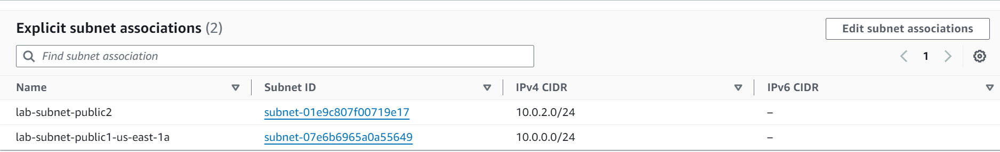 Explicit subnet associations (2)
Edit subnet associations
Find subnet association
1
Name Subnet ID IPv4 CIDR IPv6 CIDR
lab-subnet-public2 subnet-01e9c807f00719e17 10.0.2.0/24 –
lab-subnet-public1-us-east-1a subnet-07e6b6965a0a55649 10.0.0.0/24 –